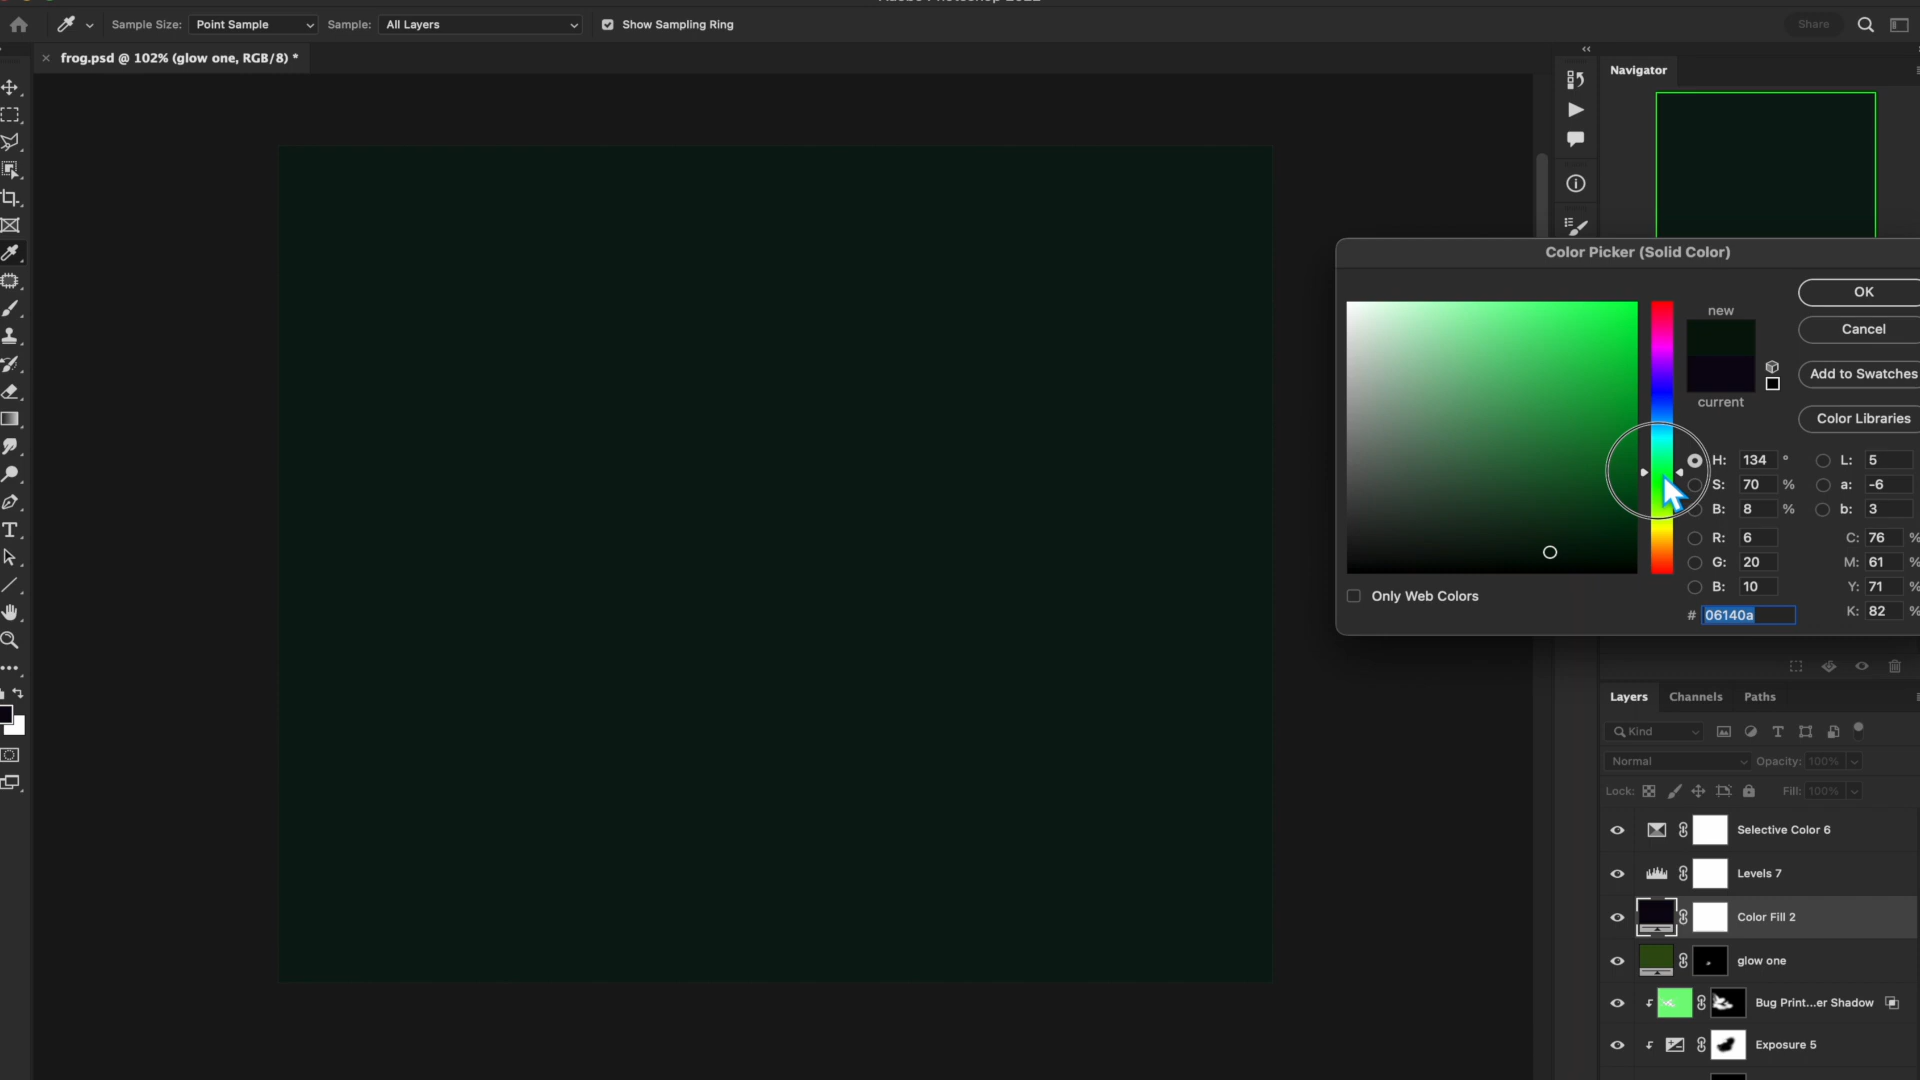 Sample Size: Point Sample Sample: All Layers Show Sampling Ring Share
× frog.psd @ 102% (glow one, RGB/8) *
Navigator
Color Picker (Solid Color)
new
current
OK
Cancel
Add to Swatches
Color Libraries
H: 134 ° L: 5
S: 70 % a: -6
B: 8 % b: 3
R: 6 C: 76 %
G: 20 M: 61 %
B: 10 Y: 71 %
# 06140a K: 82 %
Only Web Colors
Layers Channels Paths
Kind
Normal Opacity: 100%
Lock: Fill: 100%
Selective Color 6
Levels 7
Color Fill 2
glow one
Bug Print...er Shadow
Exposure 5